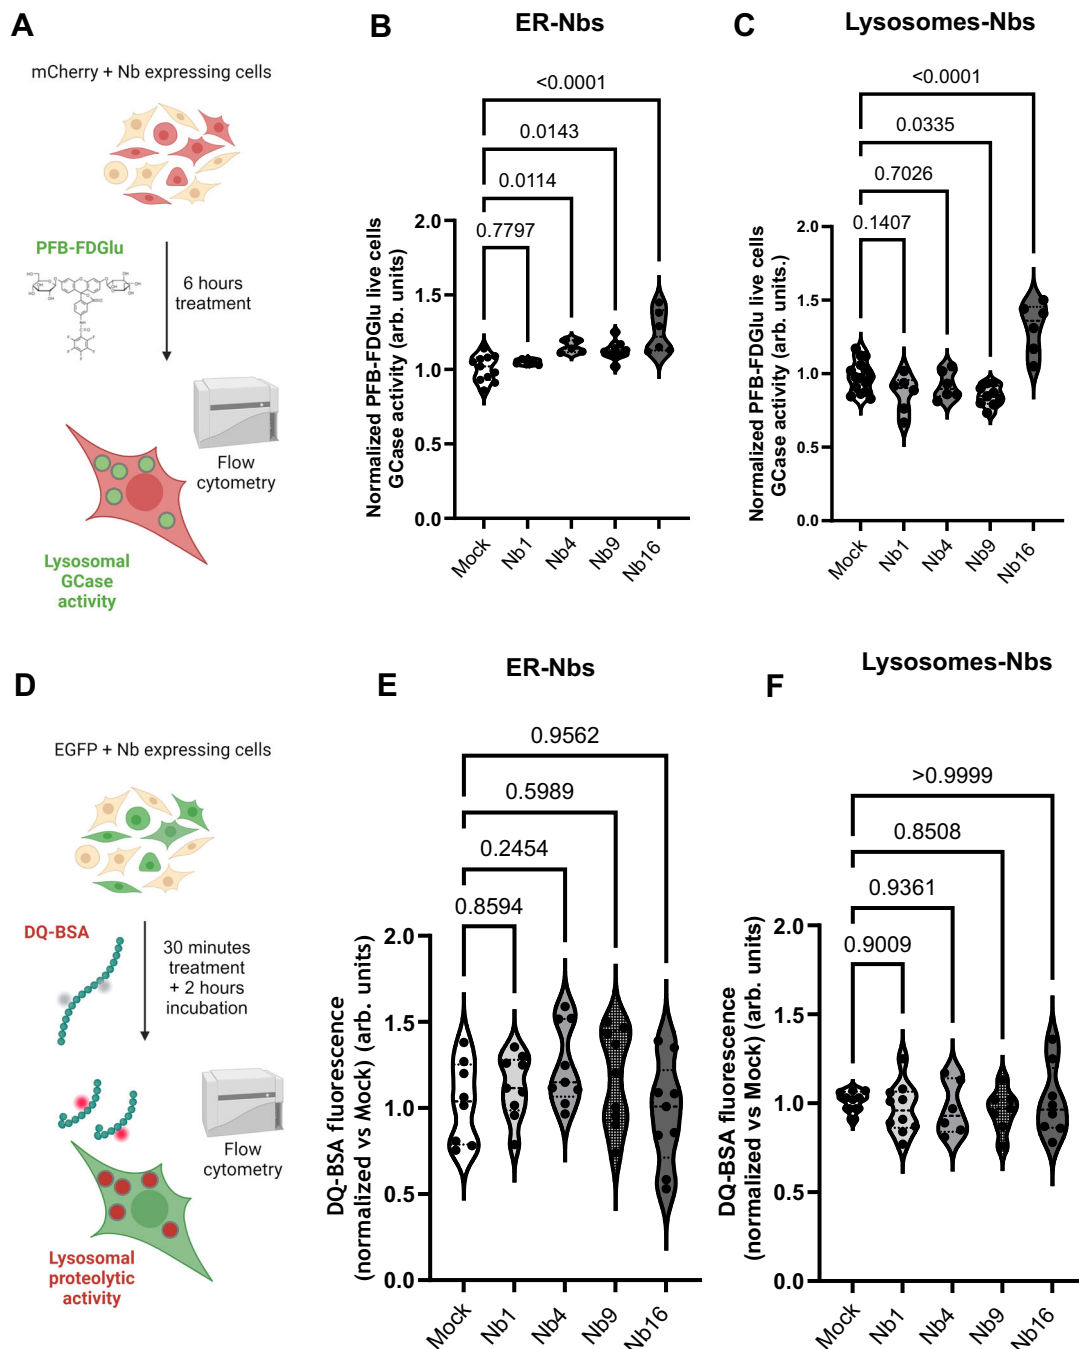 A
mCherry + Nb expressing cells
PFB-FDGlu
6 hours
treatment
Flow
cytometry
Lysosomal
GCase
activity
B
ER-Nbs
<0.0001
0.0143
0.0114
0.7797
Normalized PFB-FDGlu live cells
GCase activity (arb. units)
2.0
1.5
1.0
0.5
0.0
Mock
Nb1
Nb4
Nb9
Nb16
C
Lysosomes-Nbs
<0.0001
0.0335
0.7026
0.1407
Normalized PFB-FDGlu live cells
GCase activity (arb. units.)
2.0
1.5
1.0
0.5
0.0
Mock
Nb1
Nb4
Nb9
Nb16
D
EGFP + Nb expressing cells
DQ-BSA
30 minutes
treatment
+ 2 hours
incubation
Flow
cytometry
Lysosomal
proteolytic
activity
E
ER-Nbs
0.9562
0.5989
0.2454
0.8594
DQ-BSA fluorescence
(normalized vs Mock) (arb. units)
2.0
1.5
1.0
0.5
0.0
Mock
Nb1
Nb4
Nb9
Nb16
F
Lysosomes-Nbs
>0.9999
0.8508
0.9361
0.9009
DQ-BSA fluorescence
(normalized vs Mock) (arb. units)
2.0
1.5
1.0
0.5
0.0
Mock
Nb1
Nb4
Nb9
Nb16